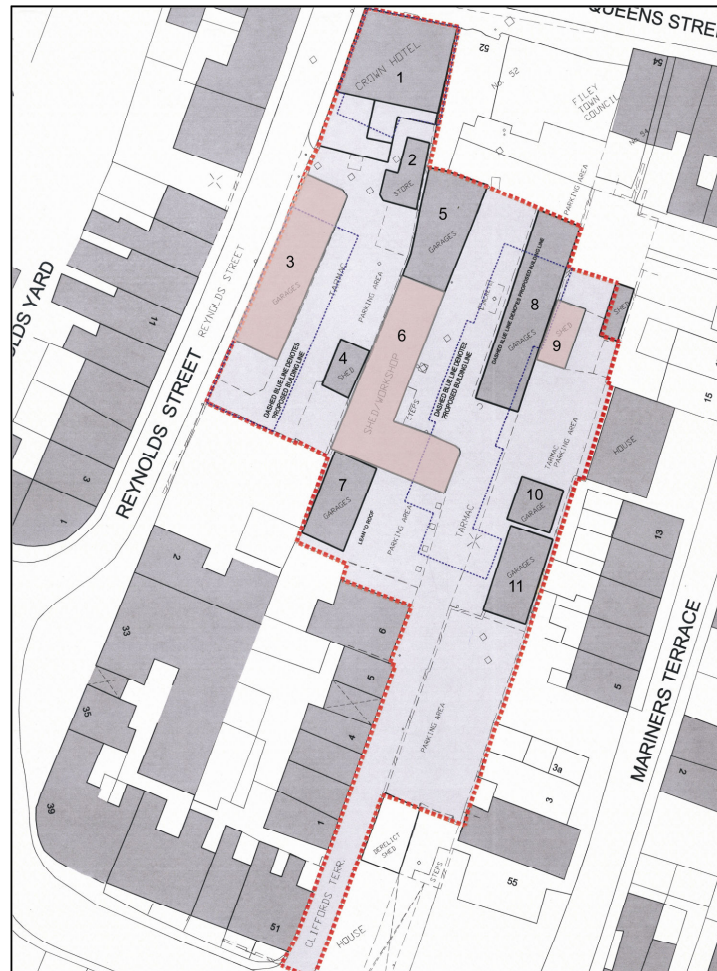 QUEENS STREE
52
CROWN HOTEL
1
No. 52
FILEY
TOWN
COUNCIL
54
No. 54
2
STORE
PARKING AREA
5
GARAGES
REYNOLDS STREET
3
GARAGES
TARMAC
PARKING AREA
DASHED BLUE LINE DENOTES PROPOSED BUILDING LINE
8
GARAGES
SHED
9
SHED
OLDS YARD
11
6
SHED/WORKSHOP
4
SHED
DASHED BLUE LINE DENOTES
PROPOSED BUILDING LINE
DASHED BLUE LINE DENOTES
PROPOSED BUILDING LINE
STEPS
15
HOUSE
TARMAC
PARKING AREA
REYNOLDS STREET
3
1
7
GARAGES
LEAN'O ROOF
PARKING AREA
TARMAC
10
GARAGE
GARAGES
11
13
5
MARINERS TERRACE
2
33
35
39
6
5
4
1
PARKING AREA
3a
3
2
DERELICT
SHED
STEPS
55
51
CLIFFORDS TERR.
HOUSE